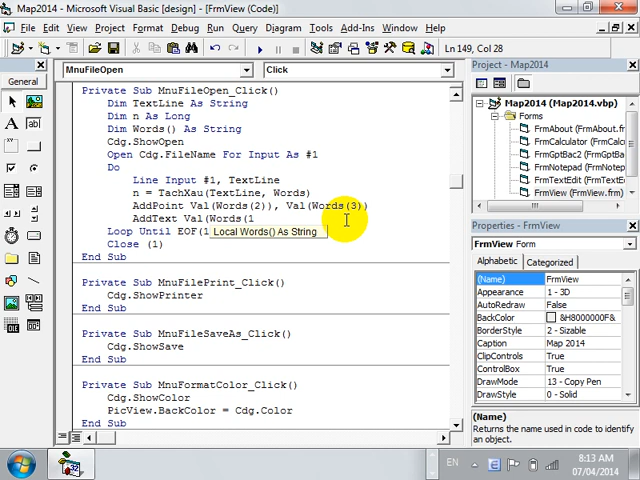 Map2014 - Microsoft Visual Basic [design] - [FrmView (Code)]
File Edit View Project Format Debug Run Query Diagram Tools Add-Ins Window Help
Ln 149, Col 28
General
MnuFileOpen Click
Private Sub MnuFileOpen_Click()
Dim TextLine As String
Dim n As Long
Dim Words() As String
Cdg.ShowOpen
Open Cdg.FileName For Input As #1
Do
Line Input #1, TextLine
n = TachXau(TextLine, Words)
AddPoint Val(Words(2)), Val(Words(3))
AddText Val(Words(1
Loop Until EOF(1
Local Words() As String
Close (1)
End Sub
Private Sub MnuFilePrint_Click()
Cdg.ShowPrinter
End Sub
Private Sub MnuFileSaveAs_Click()
Cdg.ShowSave
End Sub
Private Sub MnuFormatColor_Click()
Cdg.ShowColor
PicView.BackColor = Cdg.Color
End Sub
Project - Map2014
Map2014 (Map2014.vbp)
Forms
FrmAbout (FrmAbout.fr
FrmCalculator (FrmCalculat
FrmGptBac2 (FrmGptBac2.
FrmNotepad (FrmNotepad
FrmTextEdit (FrmTextEdit.
FrmView (FrmView.frm)
Properties - FrmView
FrmView Form
Alphabetic Categorized
(Name) FrmView
Appearance 1 - 3D
AutoRedraw False
BackColor &H8000000F&
BorderStyle 2 - Sizable
Caption Map 2014
ClipControls True
ControlBox True
DrawMode 13 - Copy Pen
DrawStyle 0 - Solid
(Name)
Returns the name used in code to identify
an object.
EN
8:13 AM
07/04/2014